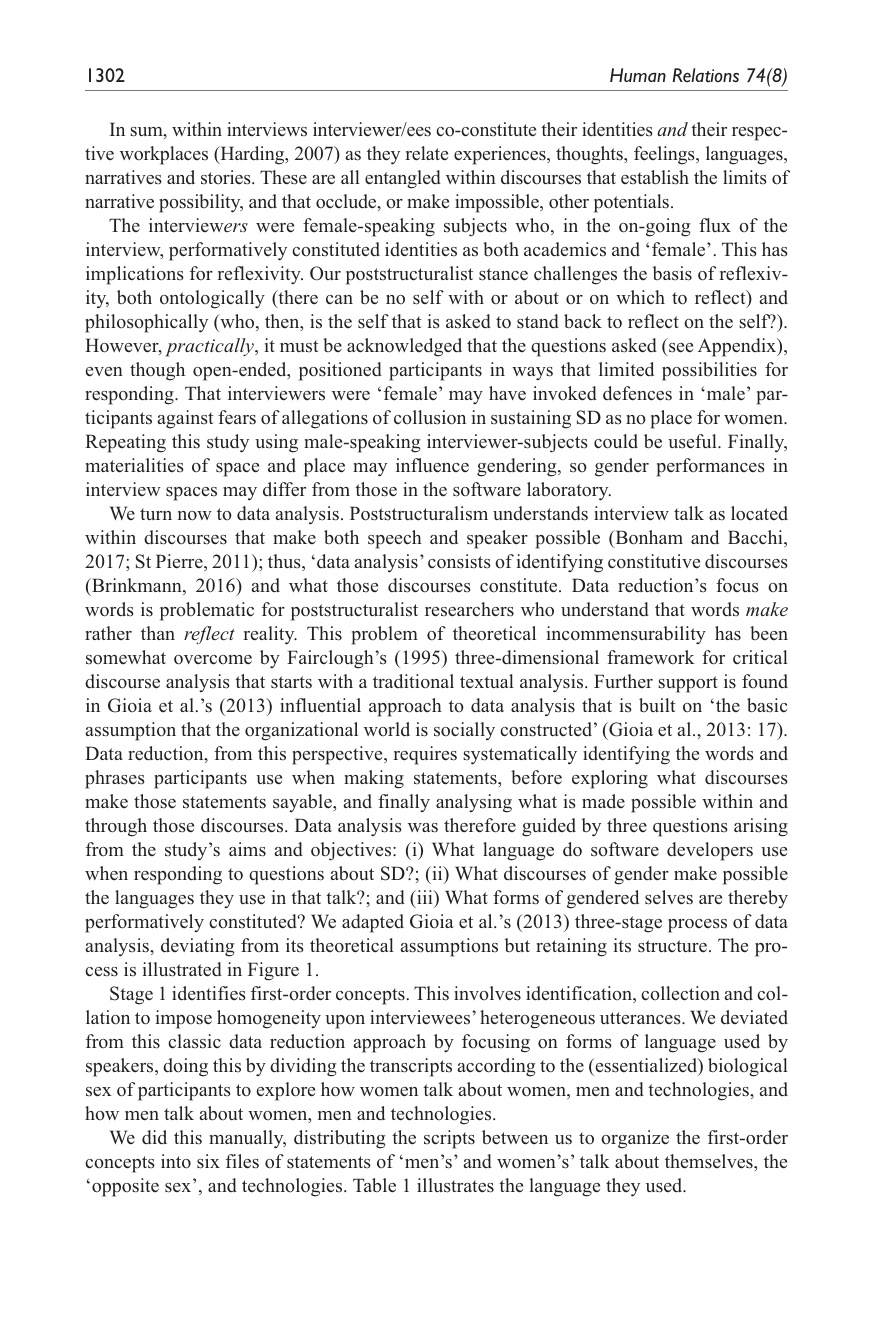 1302
Human Relations 74(8)
In sum, within interviews interviewer/ees co-constitute their identities and their respec-
tive workplaces (Harding, 2007) as they relate experiences, thoughts, feelings, languages,
narratives and stories. These are all entangled within discourses that establish the limits of
narrative possibility, and that occlude, or make impossible, other potentials.
The interviewers were female-speaking subjects who, in the on-going flux of the
interview, performatively constituted identities as both academics and ‘female’. This has
implications for reflexivity. Our poststructuralist stance challenges the basis of reflexiv-
ity, both ontologically (there can be no self with or about or on which to reflect) and
philosophically (who, then, is the self that is asked to stand back to reflect on the self?).
However, practically, it must be acknowledged that the questions asked (see Appendix),
even though open-ended, positioned participants in ways that limited possibilities for
responding. That interviewers were ‘female’ may have invoked defences in ‘male’ par-
ticipants against fears of allegations of collusion in sustaining SD as no place for women.
Repeating this study using male-speaking interviewer-subjects could be useful. Finally,
materialities of space and place may influence gendering, so gender performances in
interview spaces may differ from those in the software laboratory.
We turn now to data analysis. Poststructuralism understands interview talk as located
within discourses that make both speech and speaker possible (Bonham and Bacchi,
2017; St Pierre, 2011); thus, ‘data analysis’ consists of identifying constitutive discourses
(Brinkmann, 2016) and what those discourses constitute. Data reduction’s focus on
words is problematic for poststructuralist researchers who understand that words make
rather than reflect reality. This problem of theoretical incommensurability has been
somewhat overcome by Fairclough’s (1995) three-dimensional framework for critical
discourse analysis that starts with a traditional textual analysis. Further support is found
in Gioia et al.’s (2013) influential approach to data analysis that is built on ‘the basic
assumption that the organizational world is socially constructed’ (Gioia et al., 2013: 17).
Data reduction, from this perspective, requires systematically identifying the words and
phrases participants use when making statements, before exploring what discourses
make those statements sayable, and finally analysing what is made possible within and
through those discourses. Data analysis was therefore guided by three questions arising
from the study’s aims and objectives: (i) What language do software developers use
when responding to questions about SD?; (ii) What discourses of gender make possible
the languages they use in that talk?; and (iii) What forms of gendered selves are thereby
performatively constituted? We adapted Gioia et al.’s (2013) three-stage process of data
analysis, deviating from its theoretical assumptions but retaining its structure. The pro-
cess is illustrated in Figure 1.
Stage 1 identifies first-order concepts. This involves identification, collection and col-
lation to impose homogeneity upon interviewees’ heterogeneous utterances. We deviated
from this classic data reduction approach by focusing on forms of language used by
speakers, doing this by dividing the transcripts according to the (essentialized) biological
sex of participants to explore how women talk about women, men and technologies, and
how men talk about women, men and technologies.
We did this manually, distributing the scripts between us to organize the first-order
concepts into six files of statements of ‘men’s’ and women’s’ talk about themselves, the
‘opposite sex’, and technologies. Table 1 illustrates the language they used.